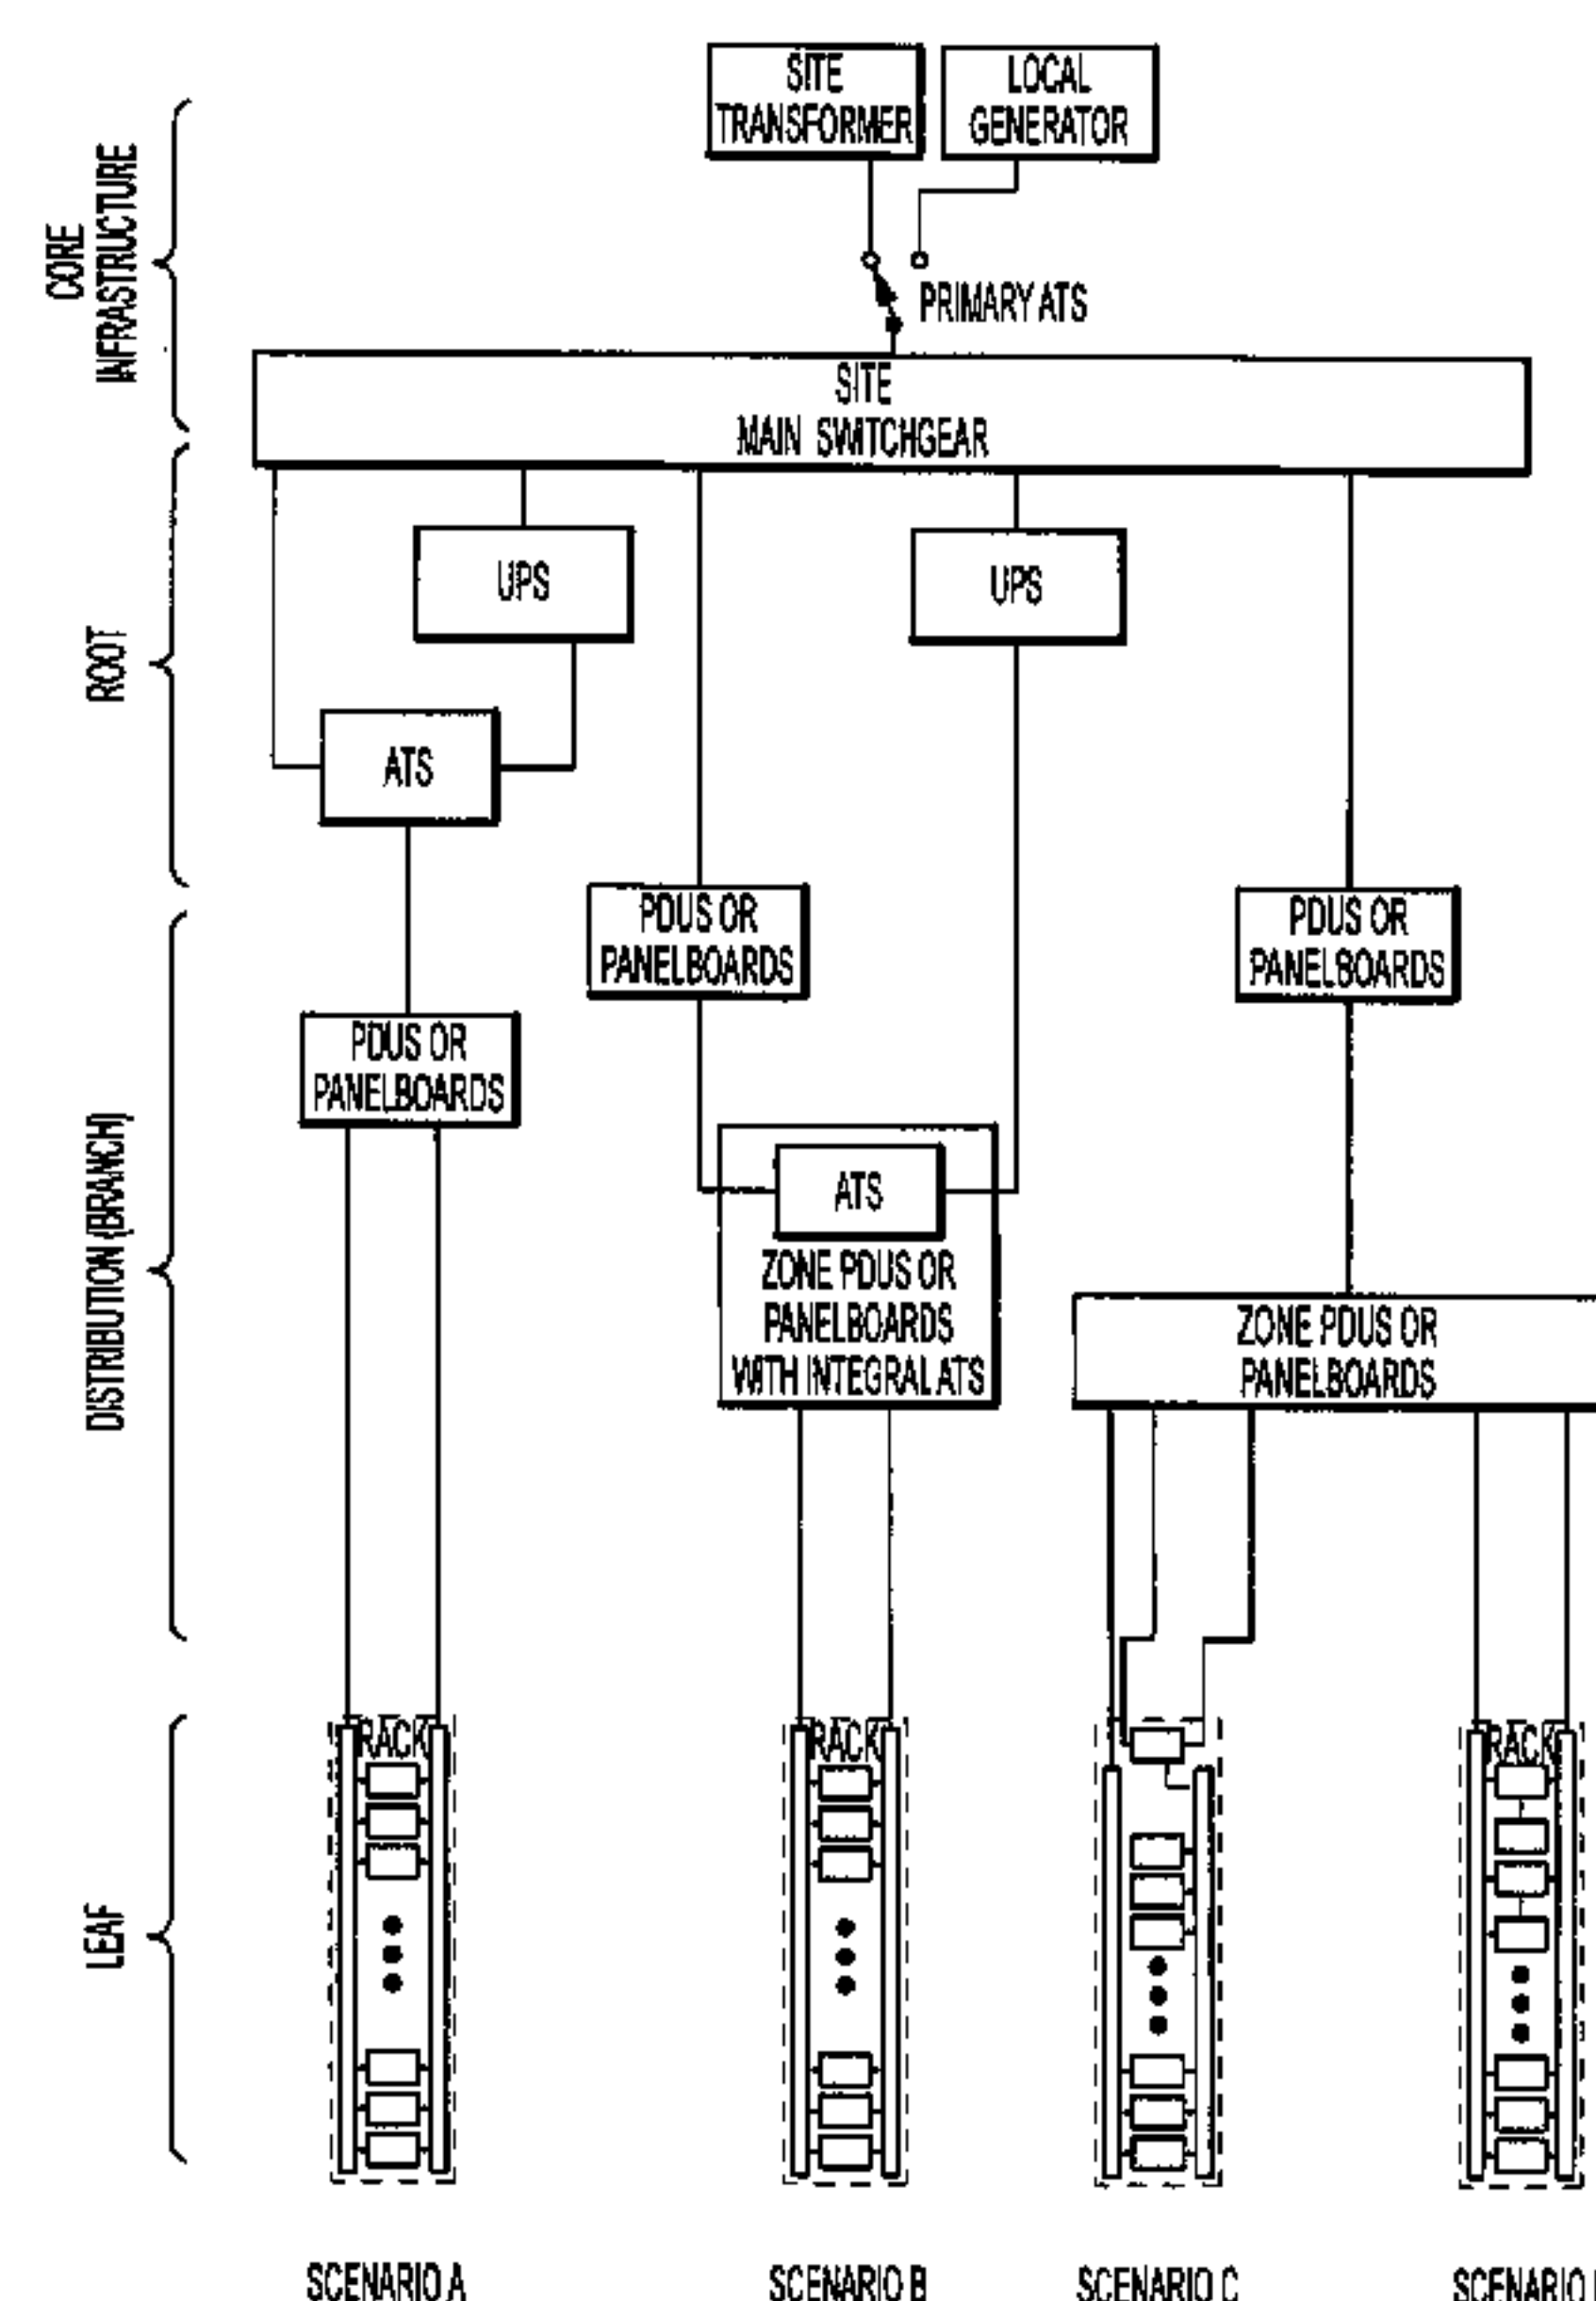 SITE
TRANSFORMER
LOCAL
GENERATOR
CORE
INFRASTRUCTURE
PRIMARY ATS
SITE
MAIN SWITCHGEAR
ROOT
UPS
UPS
ATS
PDUS OR
PANELBOARDS
PDUS OR
PANELBOARDS
PDUS OR
PANELBOARDS
DISTRIBUTION (BRANCH)
ATS
ZONE PDUS OR
PANELBOARDS
WITH INTEGRAL ATS
ZONE PDUS OR
PANELBOARDS
LEAF
RACK
RACK
RACK
SCENARIO A
SCENARIO B
SCENARIO C
SCENARIO